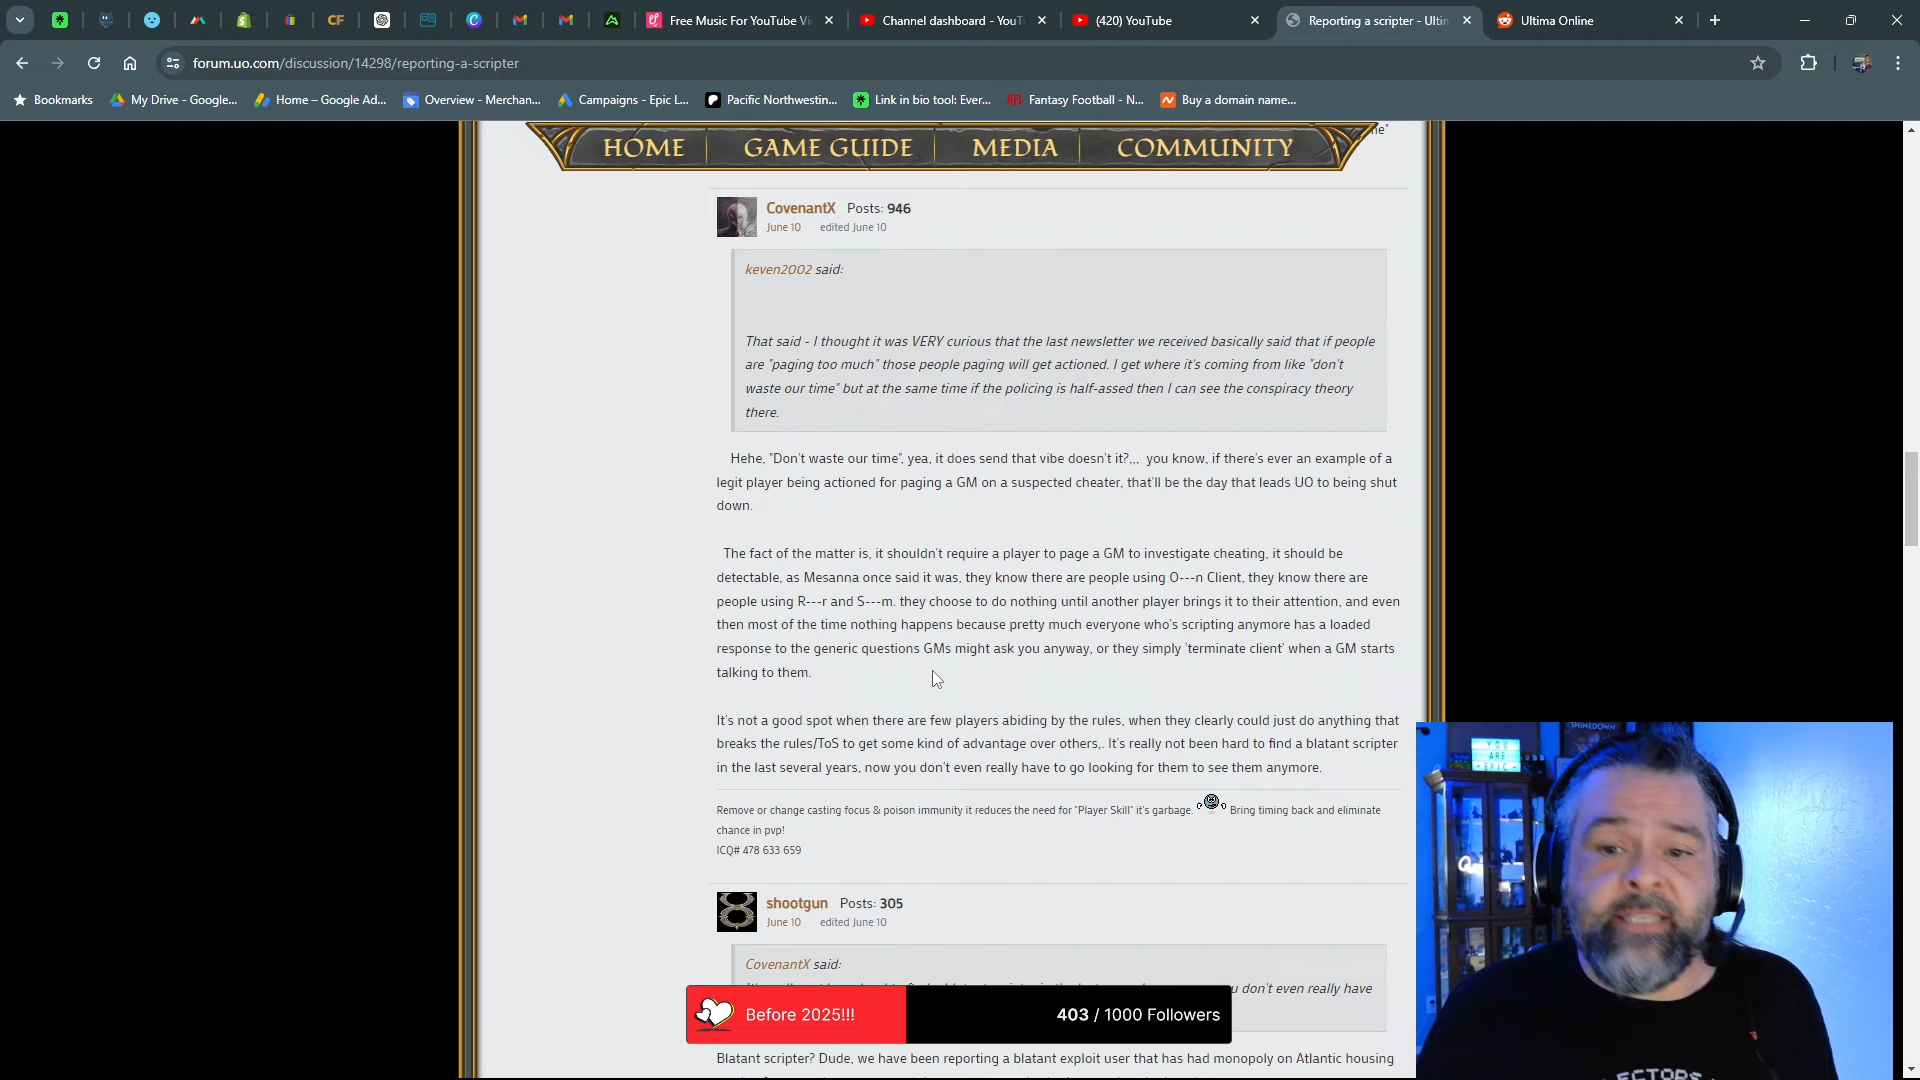 CF
Free Music For YouTube Vi
Channel dashboard - YouT
(420) YouTube
Reporting a scripter - Ultim
Ultima Online
forum.uo.com/discussion/14298/reporting-a-scripter
Bookmarks
My Drive - Google...
Home – Google Ad...
Overview - Merchan...
Campaigns - Epic L...
Pacific Northwestin...
Link in bio tool: Ever...
NFL Fantasy Football - N...
Buy a domain name...
HOME
GAME GUIDE
MEDIA
COMMUNITY
CovenantX Posts: 946
June 10 edited June 10
keven2002 said:
That said - I thought it was VERY curious that the last newsletter we received basically said that if people
are "paging too much" those people paging will get actioned. I get where it's coming from like "don't
waste our time" but at the same time if the policing is half-assed then I can see the conspiracy theory
there.
Hehe, "Don't waste our time", yea, it does send that vibe doesn't it?,,, you know, if there's ever an example of a
legit player being actioned for paging a GM on a suspected cheater, that'll be the day that leads UO to being shut
down.
The fact of the matter is, it shouldn't require a player to page a GM to investigate cheating, it should be
detectable, as Mesanna once said it was, they know there are people using O---n Client, they know there are
people using R---r and S---m. they choose to do nothing until another player brings it to their attention, and even
then most of the time nothing happens because pretty much everyone who's scripting anymore has a loaded
response to the generic questions GMs might ask you anyway, or they simply 'terminate client' when a GM starts
talking to them.
It's not a good spot when there are few players abiding by the rules, when they clearly could just do anything that
breaks the rules/ToS to get some kind of advantage over others,. It's really not been hard to find a blatant scripter
in the last several years, now you don't even really have to go looking for them to see them anymore.
Remove or change casting focus & poison immunity it reduces the need for "Player Skill" it's garbage. Bring timing back and eliminate
chance in pvp!
ICQ# 478 633 659
shootgun Posts: 305
June 10 edited June 10
CovenantX said:
u don't even really have
Before 2025!!!
403 / 1000 Followers
Blatant scripter? Dude, we have been reporting a blatant exploit user that has had monopoly on Atlantic housing
SHINEDOWN
YOU
ARE
EPIC